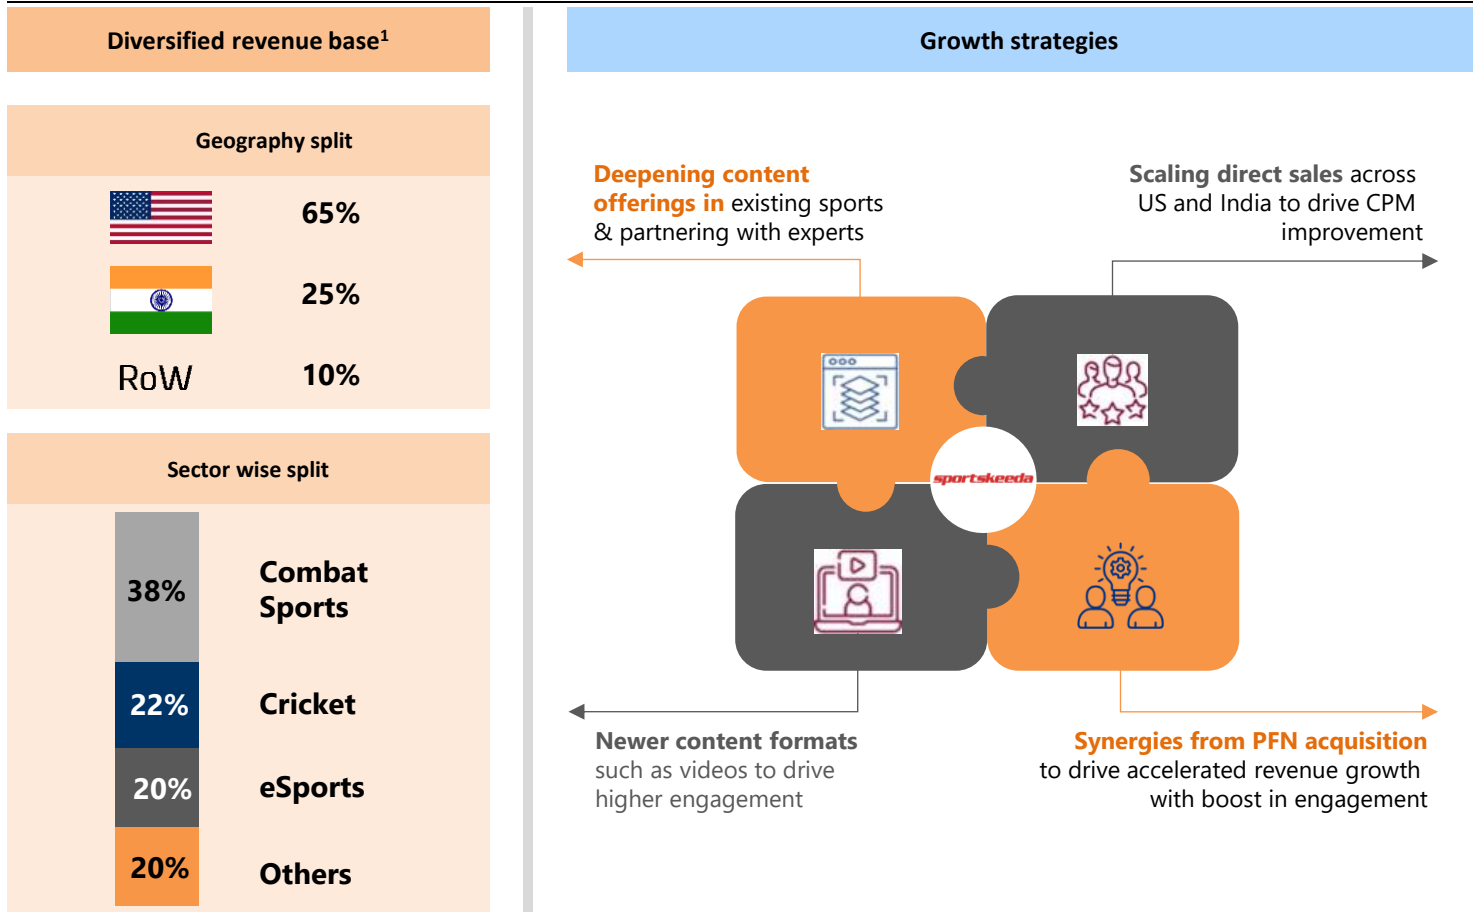 Diversified revenue base1
Geography split
65%
25%
RoW
10%
Sector wise split
38%
Combat
Sports
22%
Cricket
20%
eSports
20%
Others
Growth strategies
Deepening content
offerings in existing sports
& partnering with experts
Scaling direct sales across
US and India to drive CPM
improvement
sportskeeda
Newer content formats
such as videos to drive
higher engagement
Synergies from PFN acquisition
to drive accelerated revenue growth
with boost in engagement